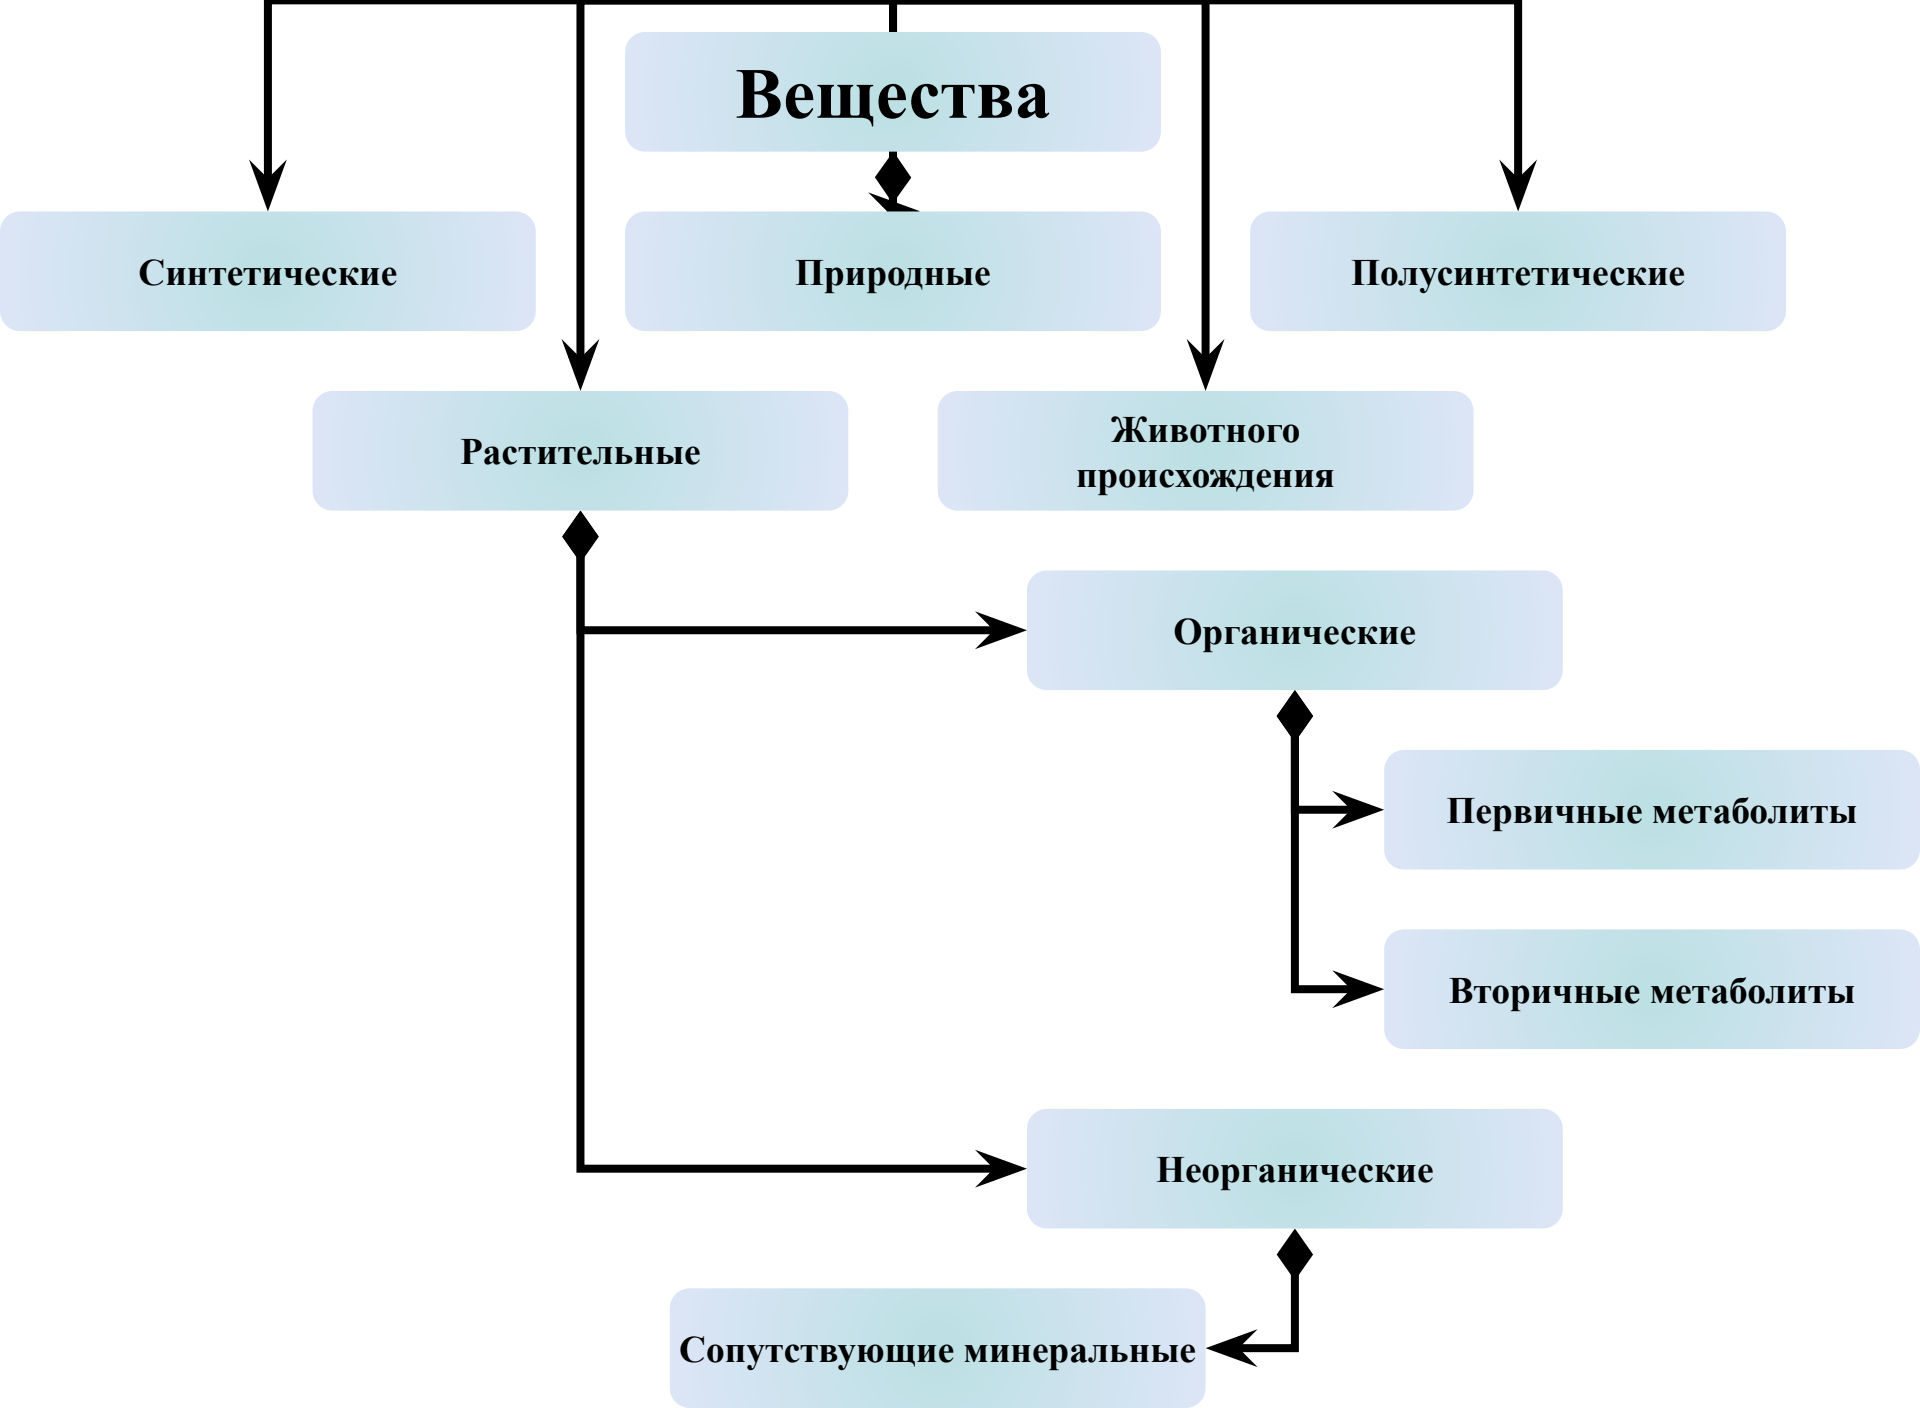 Вещества
Синтетические
Природные
Полусинтетические
Растительные
Животного
происхождения
Органические
Первичные метаболиты
Вторичные метаболиты
Неорганические
Сопутствующие минеральные